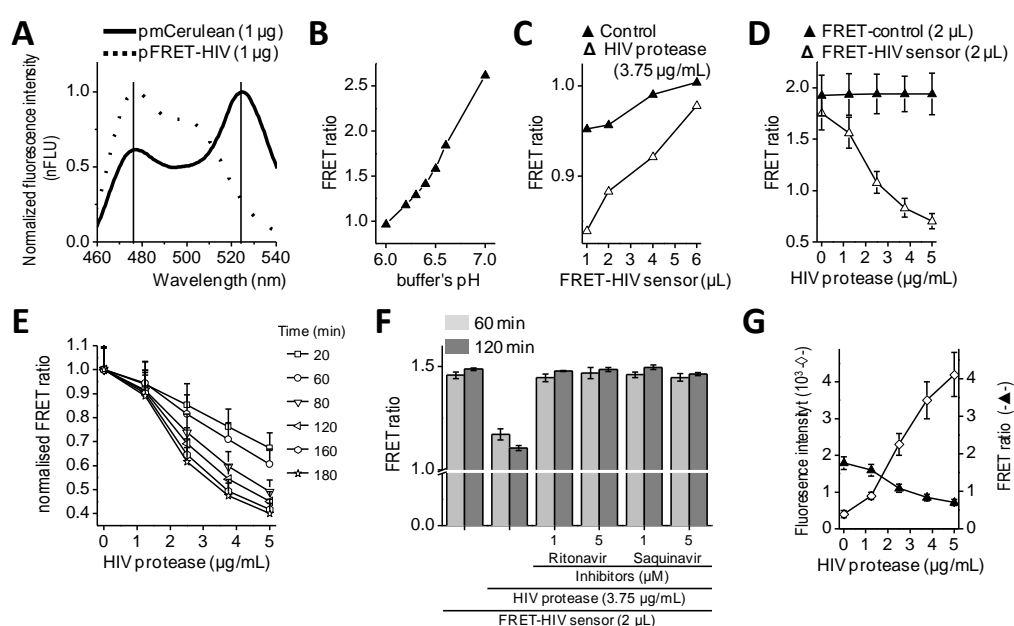 A
pmCerulean (1 µg)
pFRET-HIV (1 µg)
Normalized fluorescence intensity
(nFLU)
1.0
0.5
0.0
460 480 500 520 540
Wavelength (nm)
B
FRET ratio
2.5
2.0
1.5
1.0
6.0 6.5 7.0
buffer's pH
C
Control
HIV protease
(3.75 µg/mL)
FRET ratio
1.0
0.9
1 2 3 4 5 6
FRET-HIV sensor (µL)
D
FRET-control (2 µL)
FRET-HIV sensor (2 µL)
FRET ratio
2.0
1.5
1.0
0.5
0 1 2 3 4 5
HIV protease (µg/mL)
E
normalised FRET ratio
1.1
1.0
0.9
0.8
0.7
0.6
0.5
0.4
0 1 2 3 4 5
HIV protease (µg/mL)
Time (min)
20
60
80
120
160
180
F
60 min
120 min
FRET ratio
1.5
1.0
0.0
1 5 1 5
Ritonavir Saquinavir
Inhibitors (µM)
HIV protease (3.75 µg/mL)
FRET-HIV sensor (2 µL)
G
Fluoresence intensityt (10³ -◊-)
4
3
2
1
0
4
3
2
1
0
FRET ratio (-▲-)
0 1 2 3 4 5
HIV protease (µg/mL)